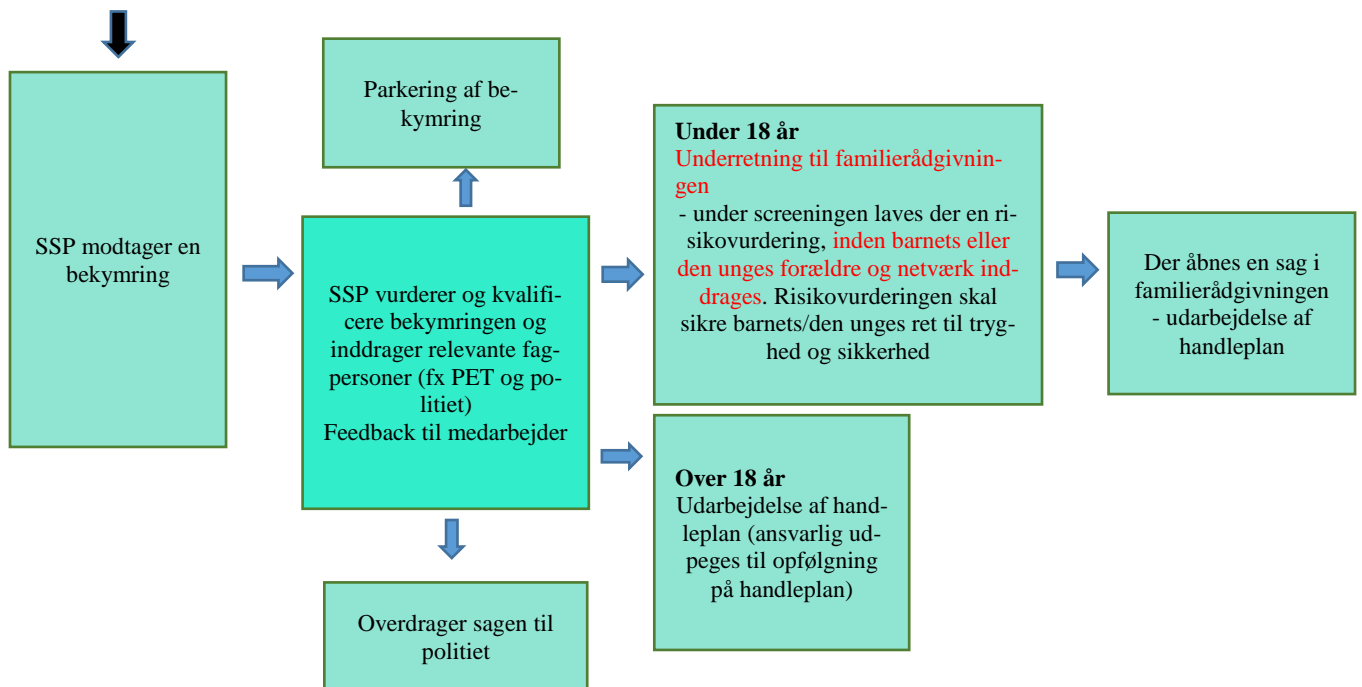 SSP modtager en
bekymring
Parkering af be-
kymring
SSP vurderer og kvalifi-
cere bekymringen og
inddrager relevante fag-
personer (fx PET og po-
litiet)
Feedback til medarbejder
Overdrager sagen til
politiet
Under 18 år
Underretning til familierådgivnin-
gen
- under screeningen laves der en ri-
sikovurdering, inden barnets eller
den unges forældre og netværk ind-
drages. Risikovurderingen skal
sikre barnets/den unges ret til tryg-
hed og sikkerhed
Over 18 år
Udarbejdelse af hand-
leplan (ansvarlig ud-
peges til opfølgning
på handleplan)
Der åbnes en sag i
familierådgivningen
- udarbejdelse af
handleplan